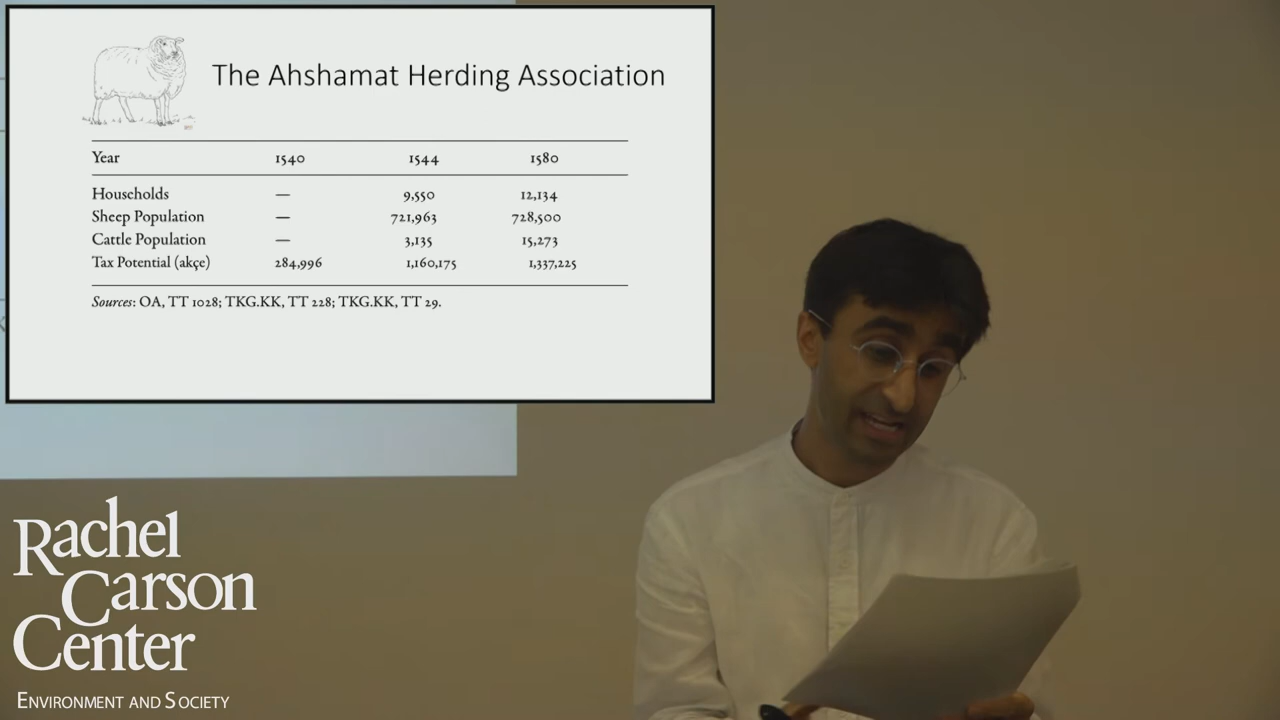 The Ahshamat Herding Association
Year 1540 1544 1580
Households — 9,550 12,134
Sheep Population — 721,963 728,500
Cattle Population — 3,135 15,273
Tax Potential (akçe) 284,996 1,160,175 1,337,225
Sources: OA, TT 1028; TKG.KK, TT 228; TKG.KK, TT 29.
Rachel
Carson
Center
Environment and Society